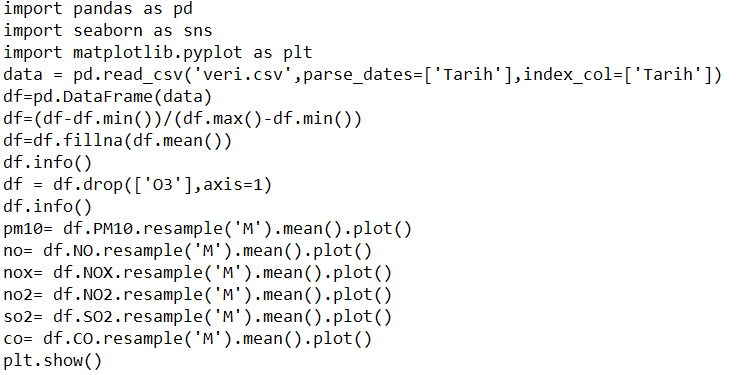 import pandas as pd
import seaborn as sns
import matplotlib.pyplot as plt
data = pd.read_csv('veri.csv',parse_dates=['Tarih'],index_col=['Tarih'])
df=pd.DataFrame(data)
df=(df-df.min())/(df.max()-df.min())
df=df.fillna(df.mean())
df.info()
df = df.drop(['O3'],axis=1)
df.info()
pm10= df.PM10.resample('M').mean().plot()
no= df.NO.resample('M').mean().plot()
nox= df.NOX.resample('M').mean().plot()
no2= df.NO2.resample('M').mean().plot()
so2= df.SO2.resample('M').mean().plot()
co= df.CO.resample('M').mean().plot()
plt.show()